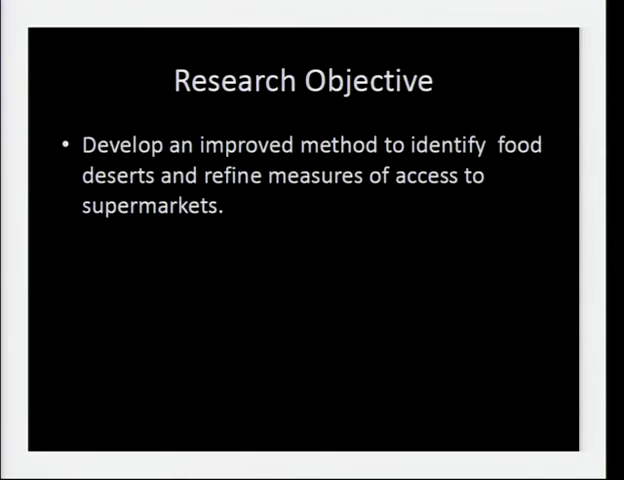 Research Objective
• Develop an improved method to identify  food
deserts and refine measures of access to
supermarkets.